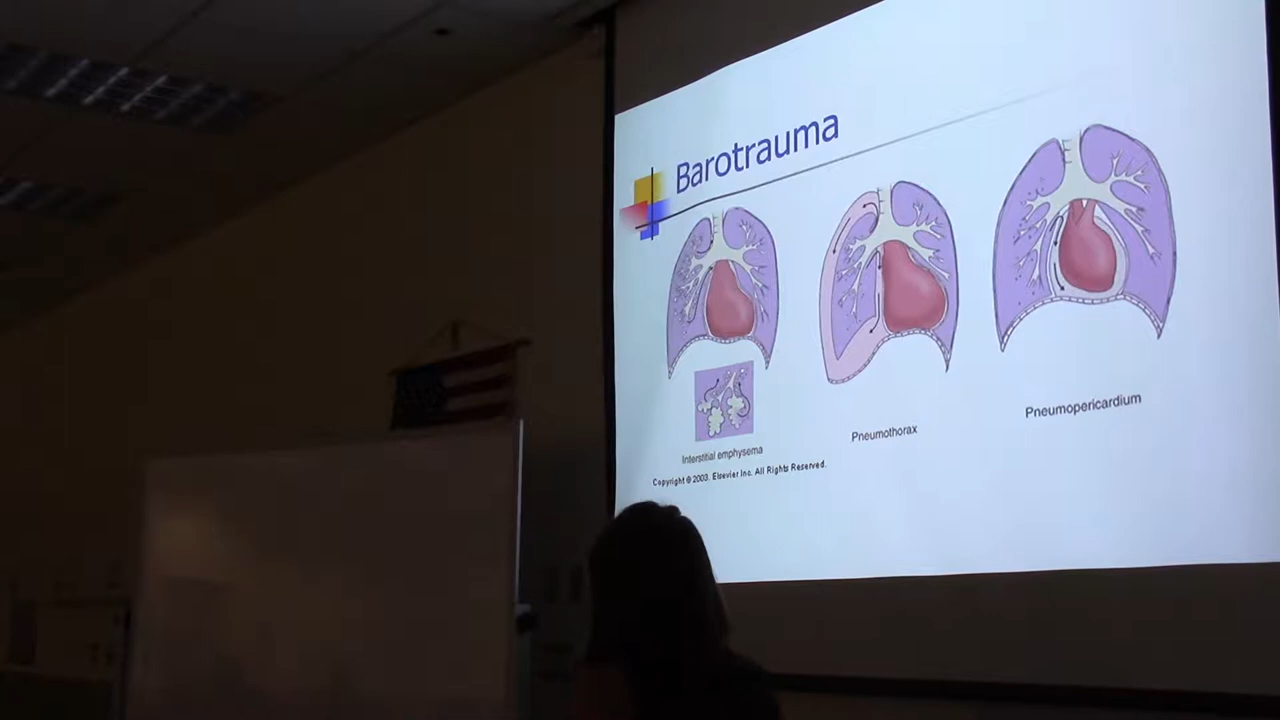 Barotrauma
Interstitial emphysema
Pneumothorax
Pneumopericardium
Copyright © 2003. Elsevier Inc. All Rights Reserved.